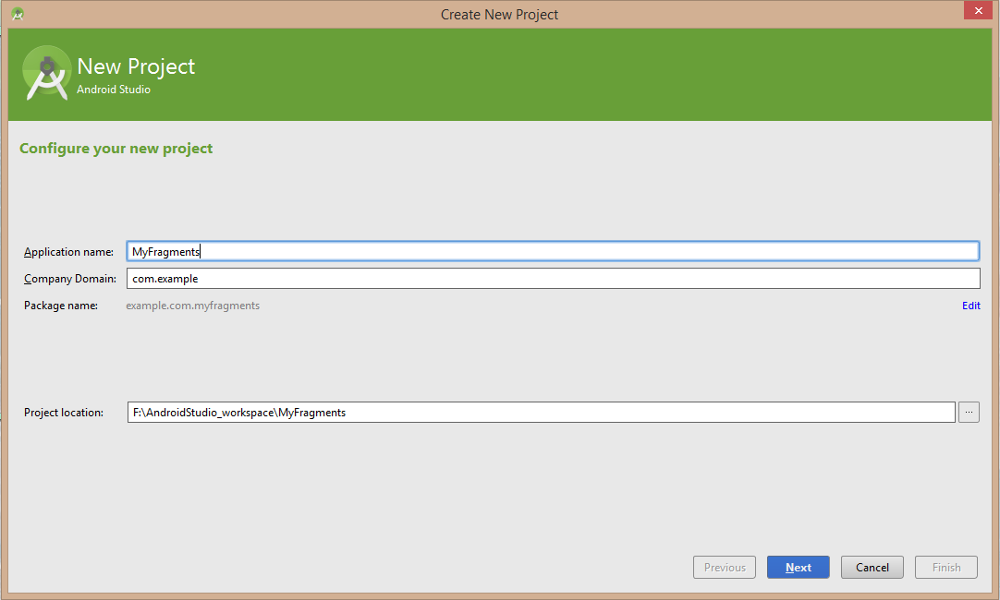 Create New Project
New Project
Android Studio
Configure your new project
Application name: MyFragments
Company Domain: com.example
Package name: example.com.myfragments Edit
Project location: F:\AndroidStudio_workspace\MyFragments ...
Previous Next Cancel Finish